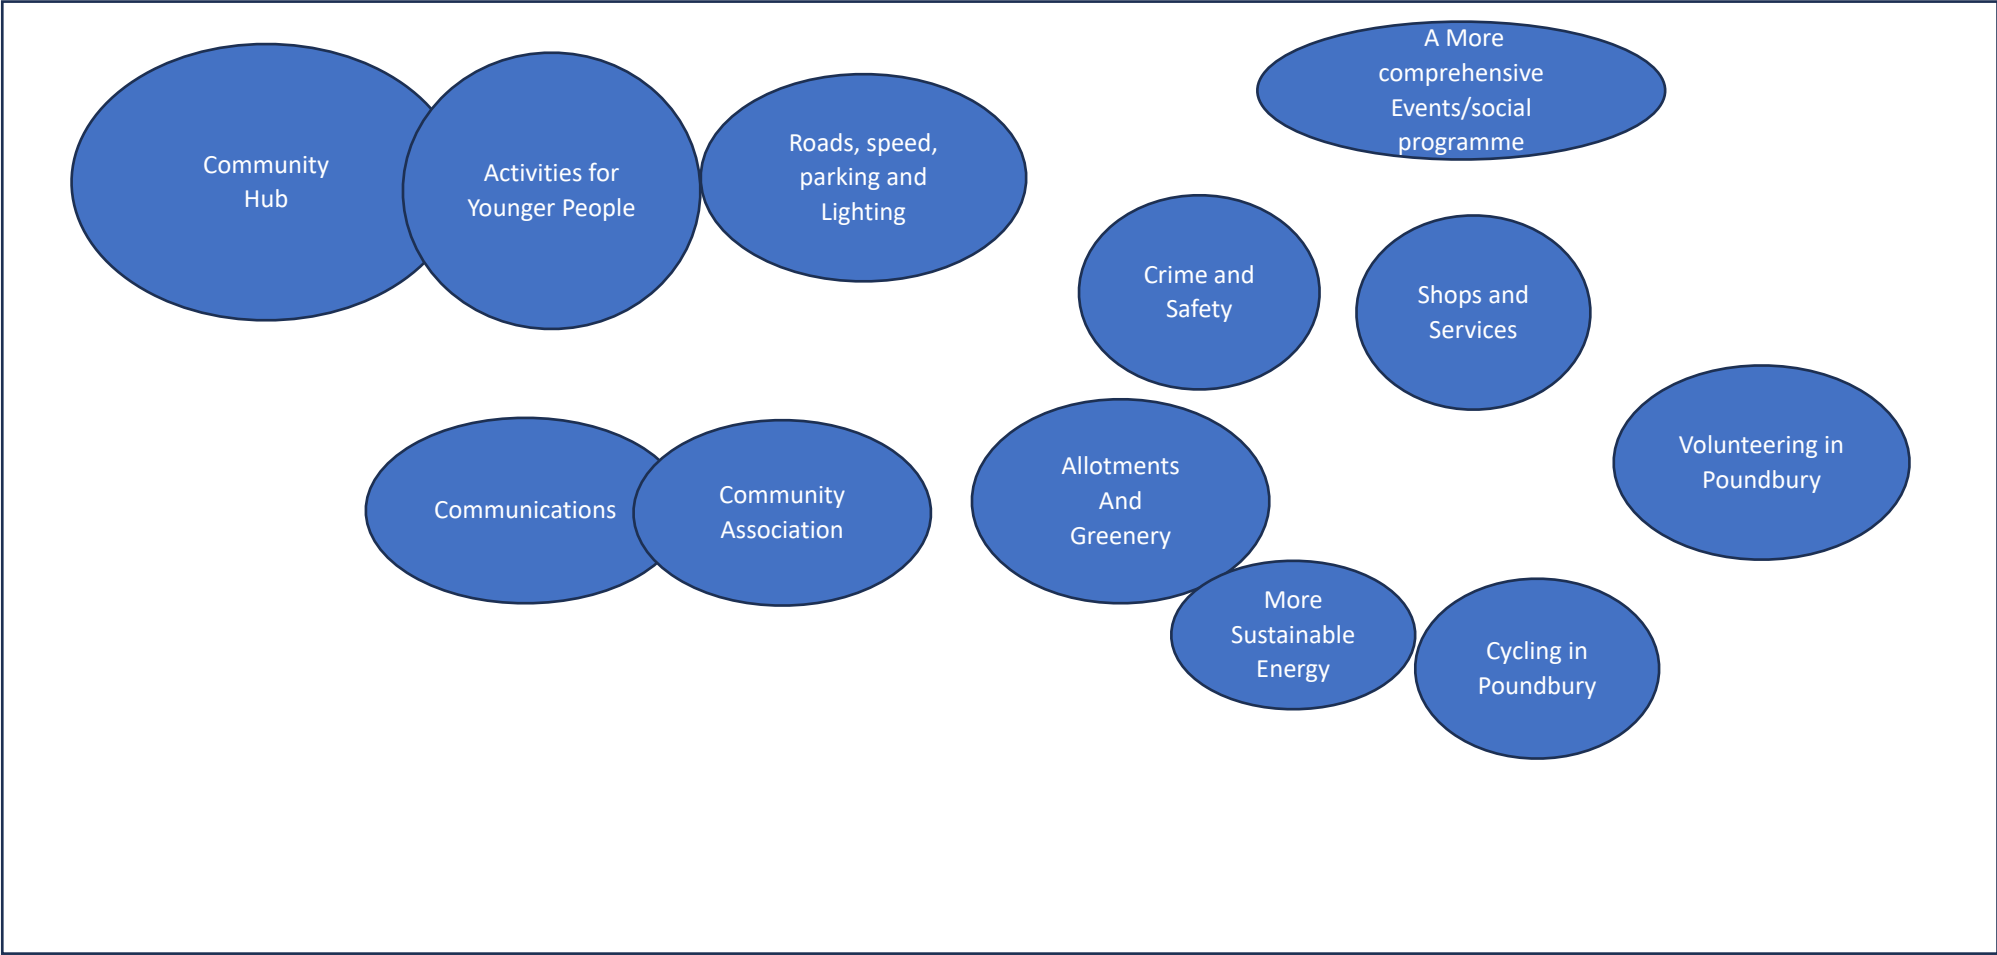 Community
Hub
Activities for
Younger People
Roads, speed,
parking and
Lighting
A More
comprehensive
Events/social
programme
Crime and
Safety
Shops and
Services
Communications
Community
Association
Allotments
And
Greenery
Volunteering in
Poundbury
More
Sustainable
Energy
Cycling in
Poundbury